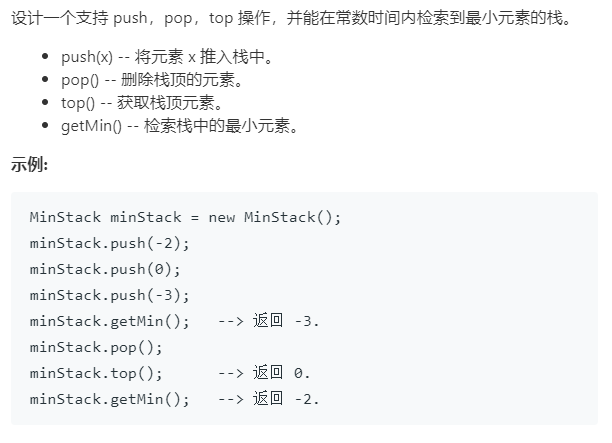 设计一个支持 push，pop，top 操作，并能在常数时间内检索到最小元素的栈。
• push(x) -- 将元素 x 推入栈中。
• pop() -- 删除栈顶的元素。
• top() -- 获取栈顶元素。
• getMin() -- 检索栈中的最小元素。
示例:
MinStack minStack = new MinStack();
minStack.push(-2);
minStack.push(0);
minStack.push(-3);
minStack.getMin();   --> 返回 -3.
minStack.pop();
minStack.top();      --> 返回 0.
minStack.getMin();   --> 返回 -2.